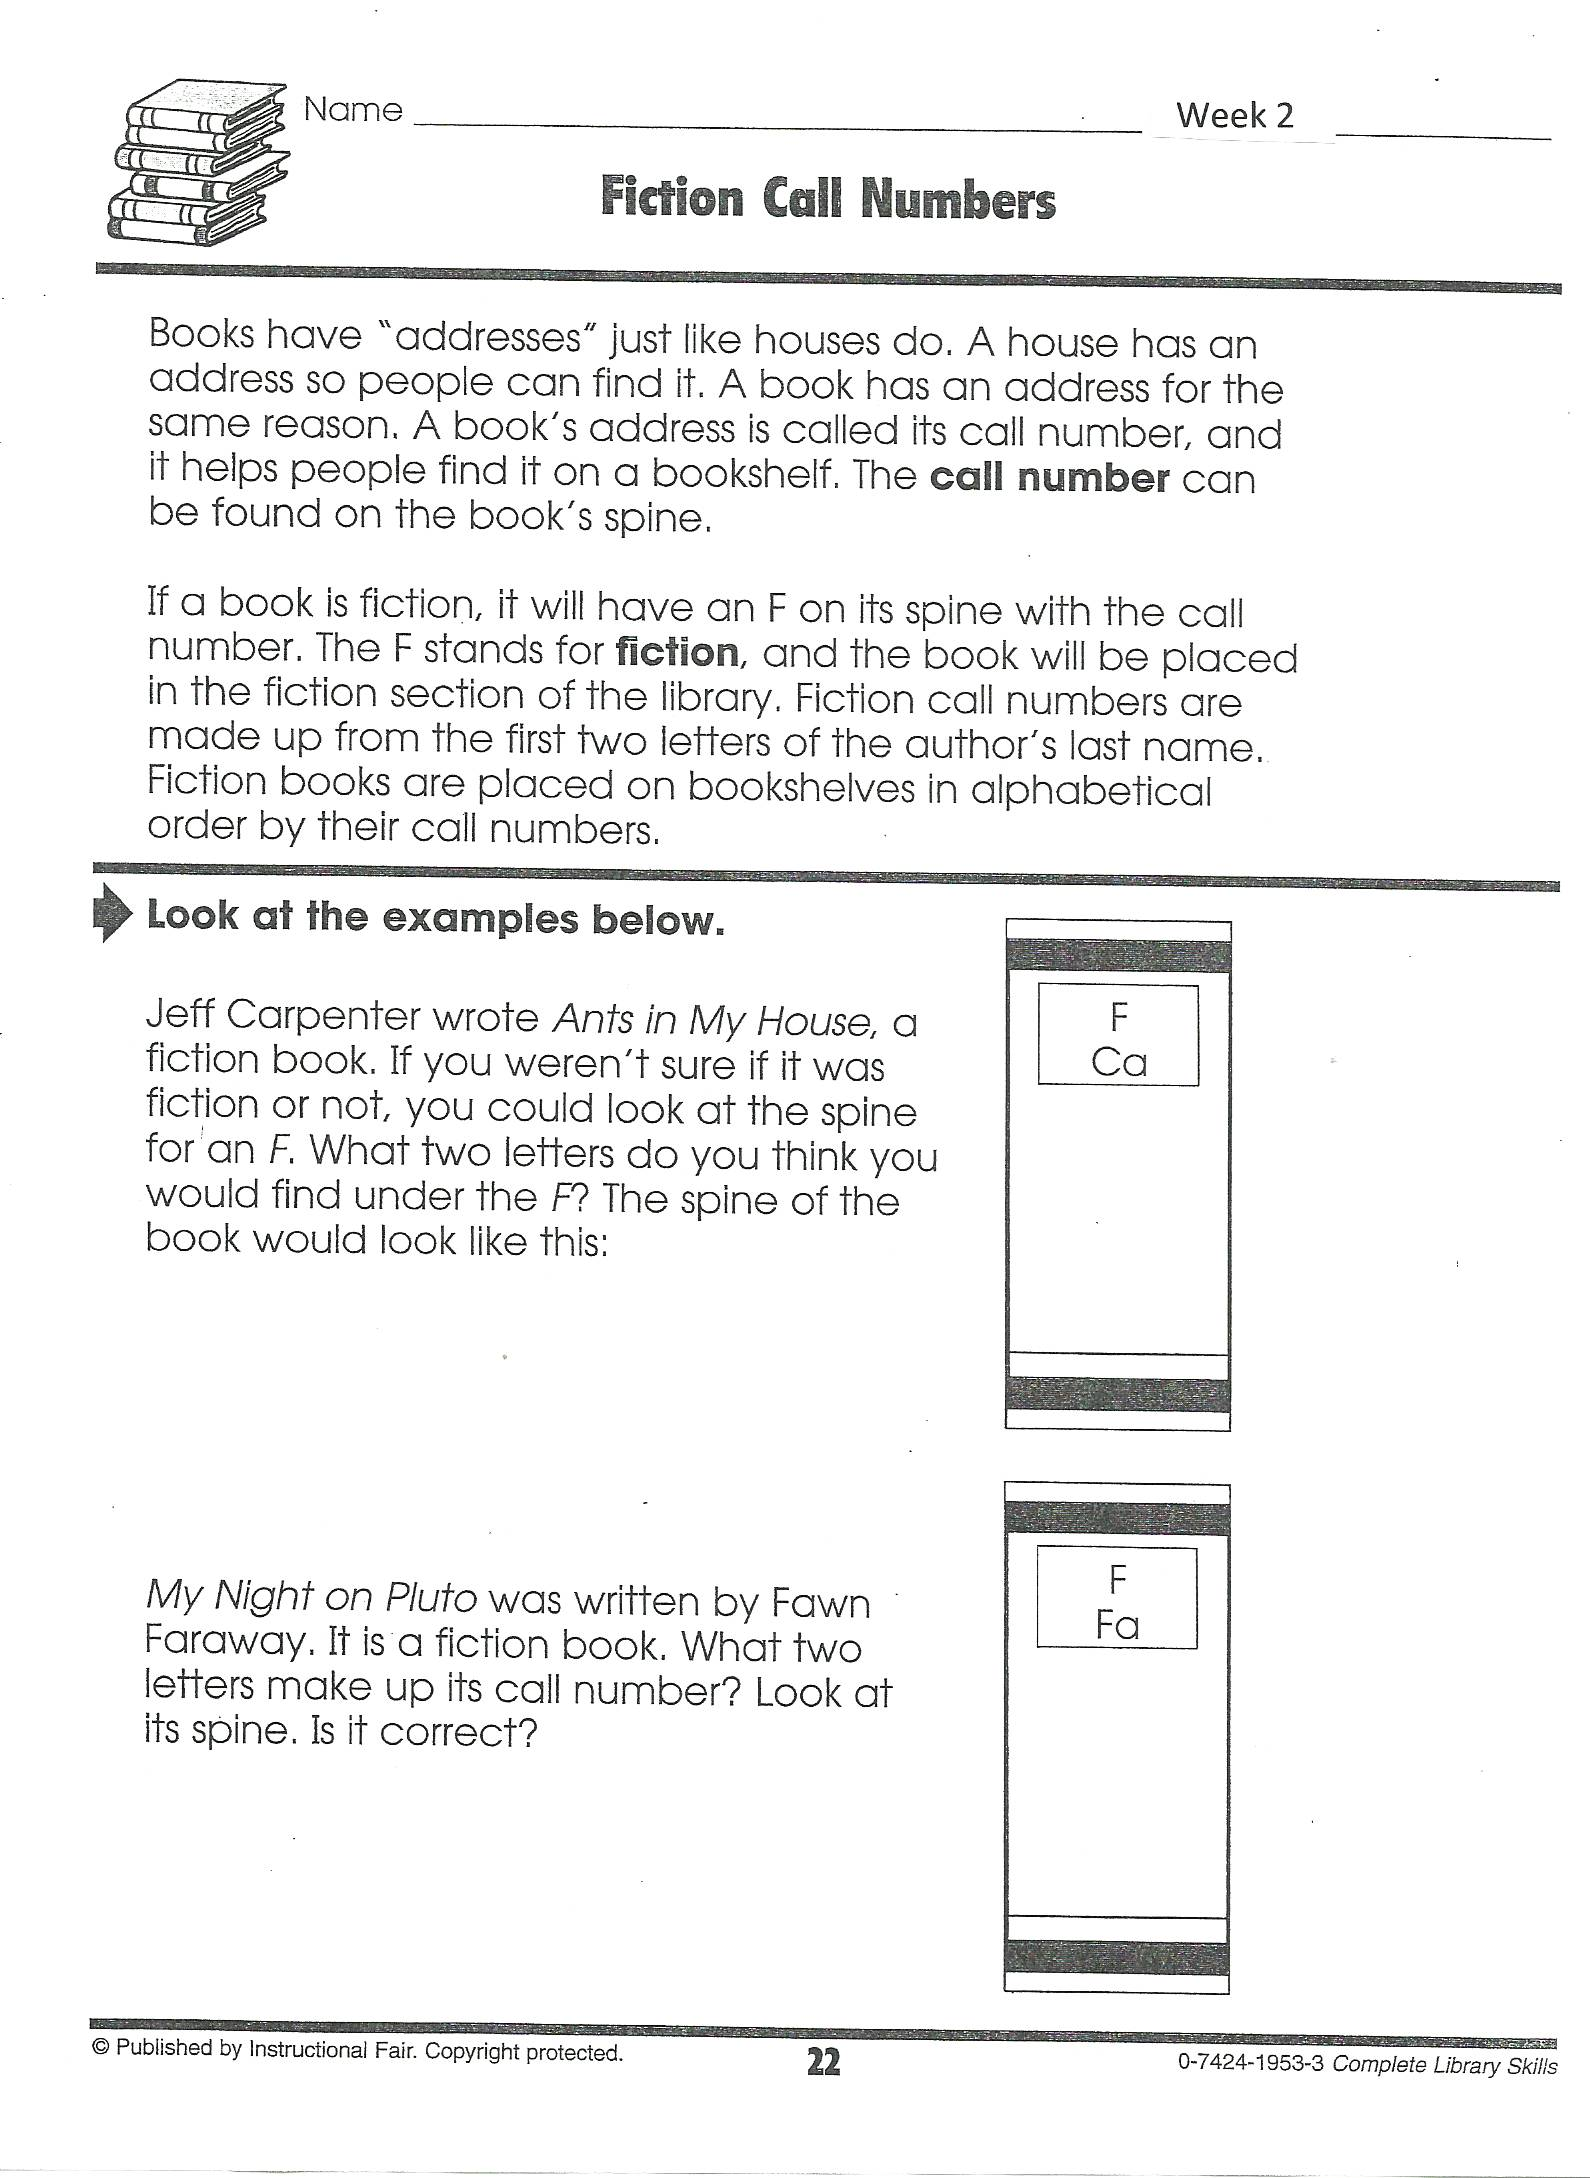 Name
Week 2
Fiction Call Numbers
Books have “addresses” just like houses do. A house has an
address so people can find it. A book has an address for the
same reason. A book’s address is called its call number, and
it helps people find it on a bookshelf. The call number can
be found on the book’s spine.
If a book is fiction, it will have an F on its spine with the call
number. The F stands for fiction, and the book will be placed
in the fiction section of the library. Fiction call numbers are
made up from the first two letters of the author’s last name.
Fiction books are placed on bookshelves in alphabetical
order by their call numbers.
Look at the examples below.
Jeff Carpenter wrote Ants in My House, a
fiction book. If you weren’t sure if it was
fiction or not, you could look at the spine
for an F. What two letters do you think you
would find under the F? The spine of the
book would look like this:
F
Ca
My Night on Pluto was written by Fawn
Faraway. It is a fiction book. What two
letters make up its call number? Look at
its spine. Is it correct?
F
Fa
© Published by Instructional Fair. Copyright protected.
22
0-7424-1953-3 Complete Library Skills